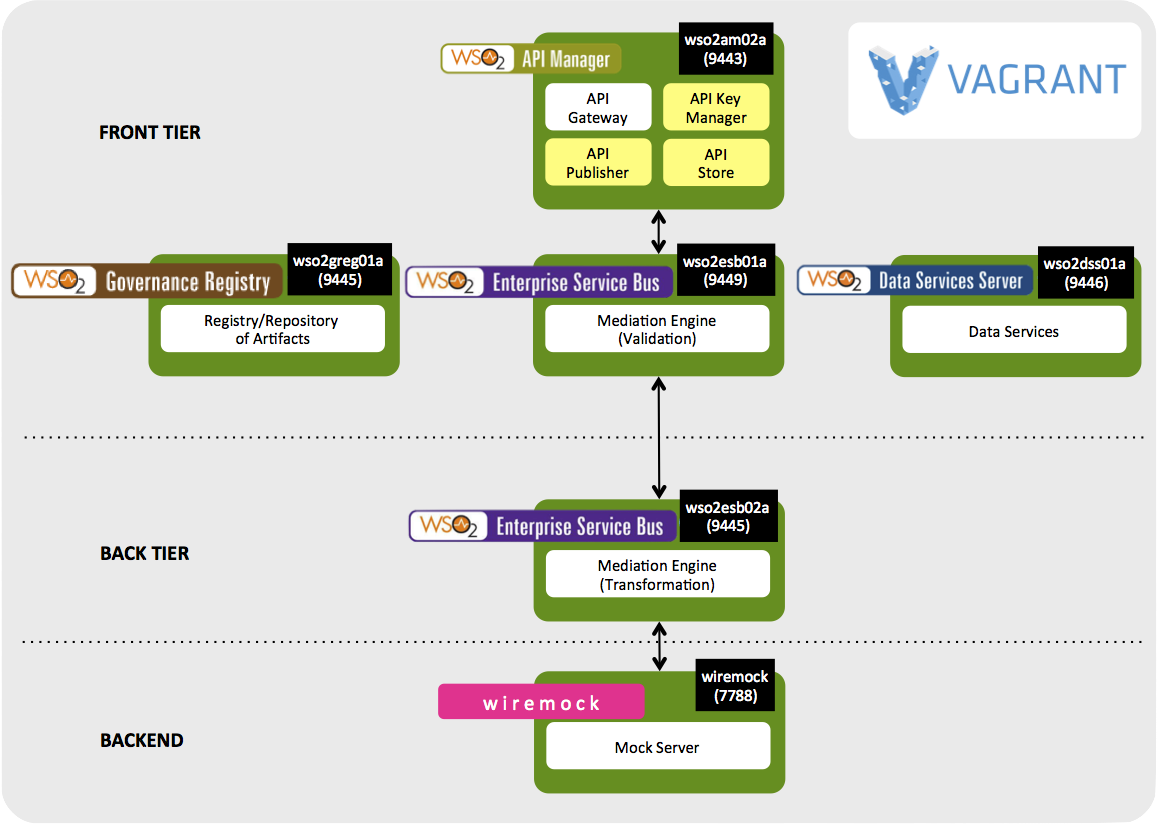 wso2am02a
(9443)
WSO2 API Manager
VAGRANT
API
Gateway
API Key
Manager
FRONT TIER
API
Publisher
API
Store
wso2greg01a
(9445)
WSO2 Governance Registry
Registry/Repository
of Artifacts
wso2esb01a
(9449)
WSO2 Enterprise Service Bus
Mediation Engine
(Validation)
wso2dss01a
(9446)
WSO2 Data Services Server
Data Services
wso2esb02a
(9445)
WSO2 Enterprise Service Bus
BACK TIER
Mediation Engine
(Transformation)
wiremock
(7788)
wiremock
BACKEND
Mock Server